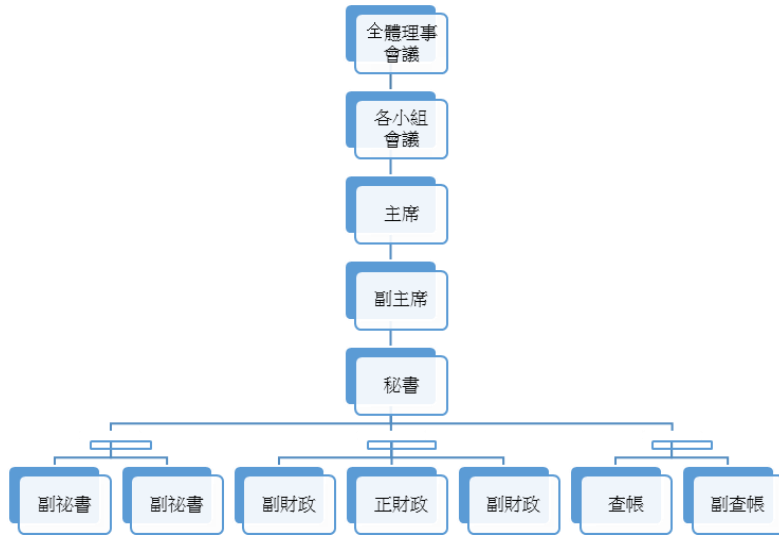 全體理事
會議
各小組
會議
主席
副主席
秘書
副祕書
副祕書
副財政
正財政
副財政
查帳
副查帳